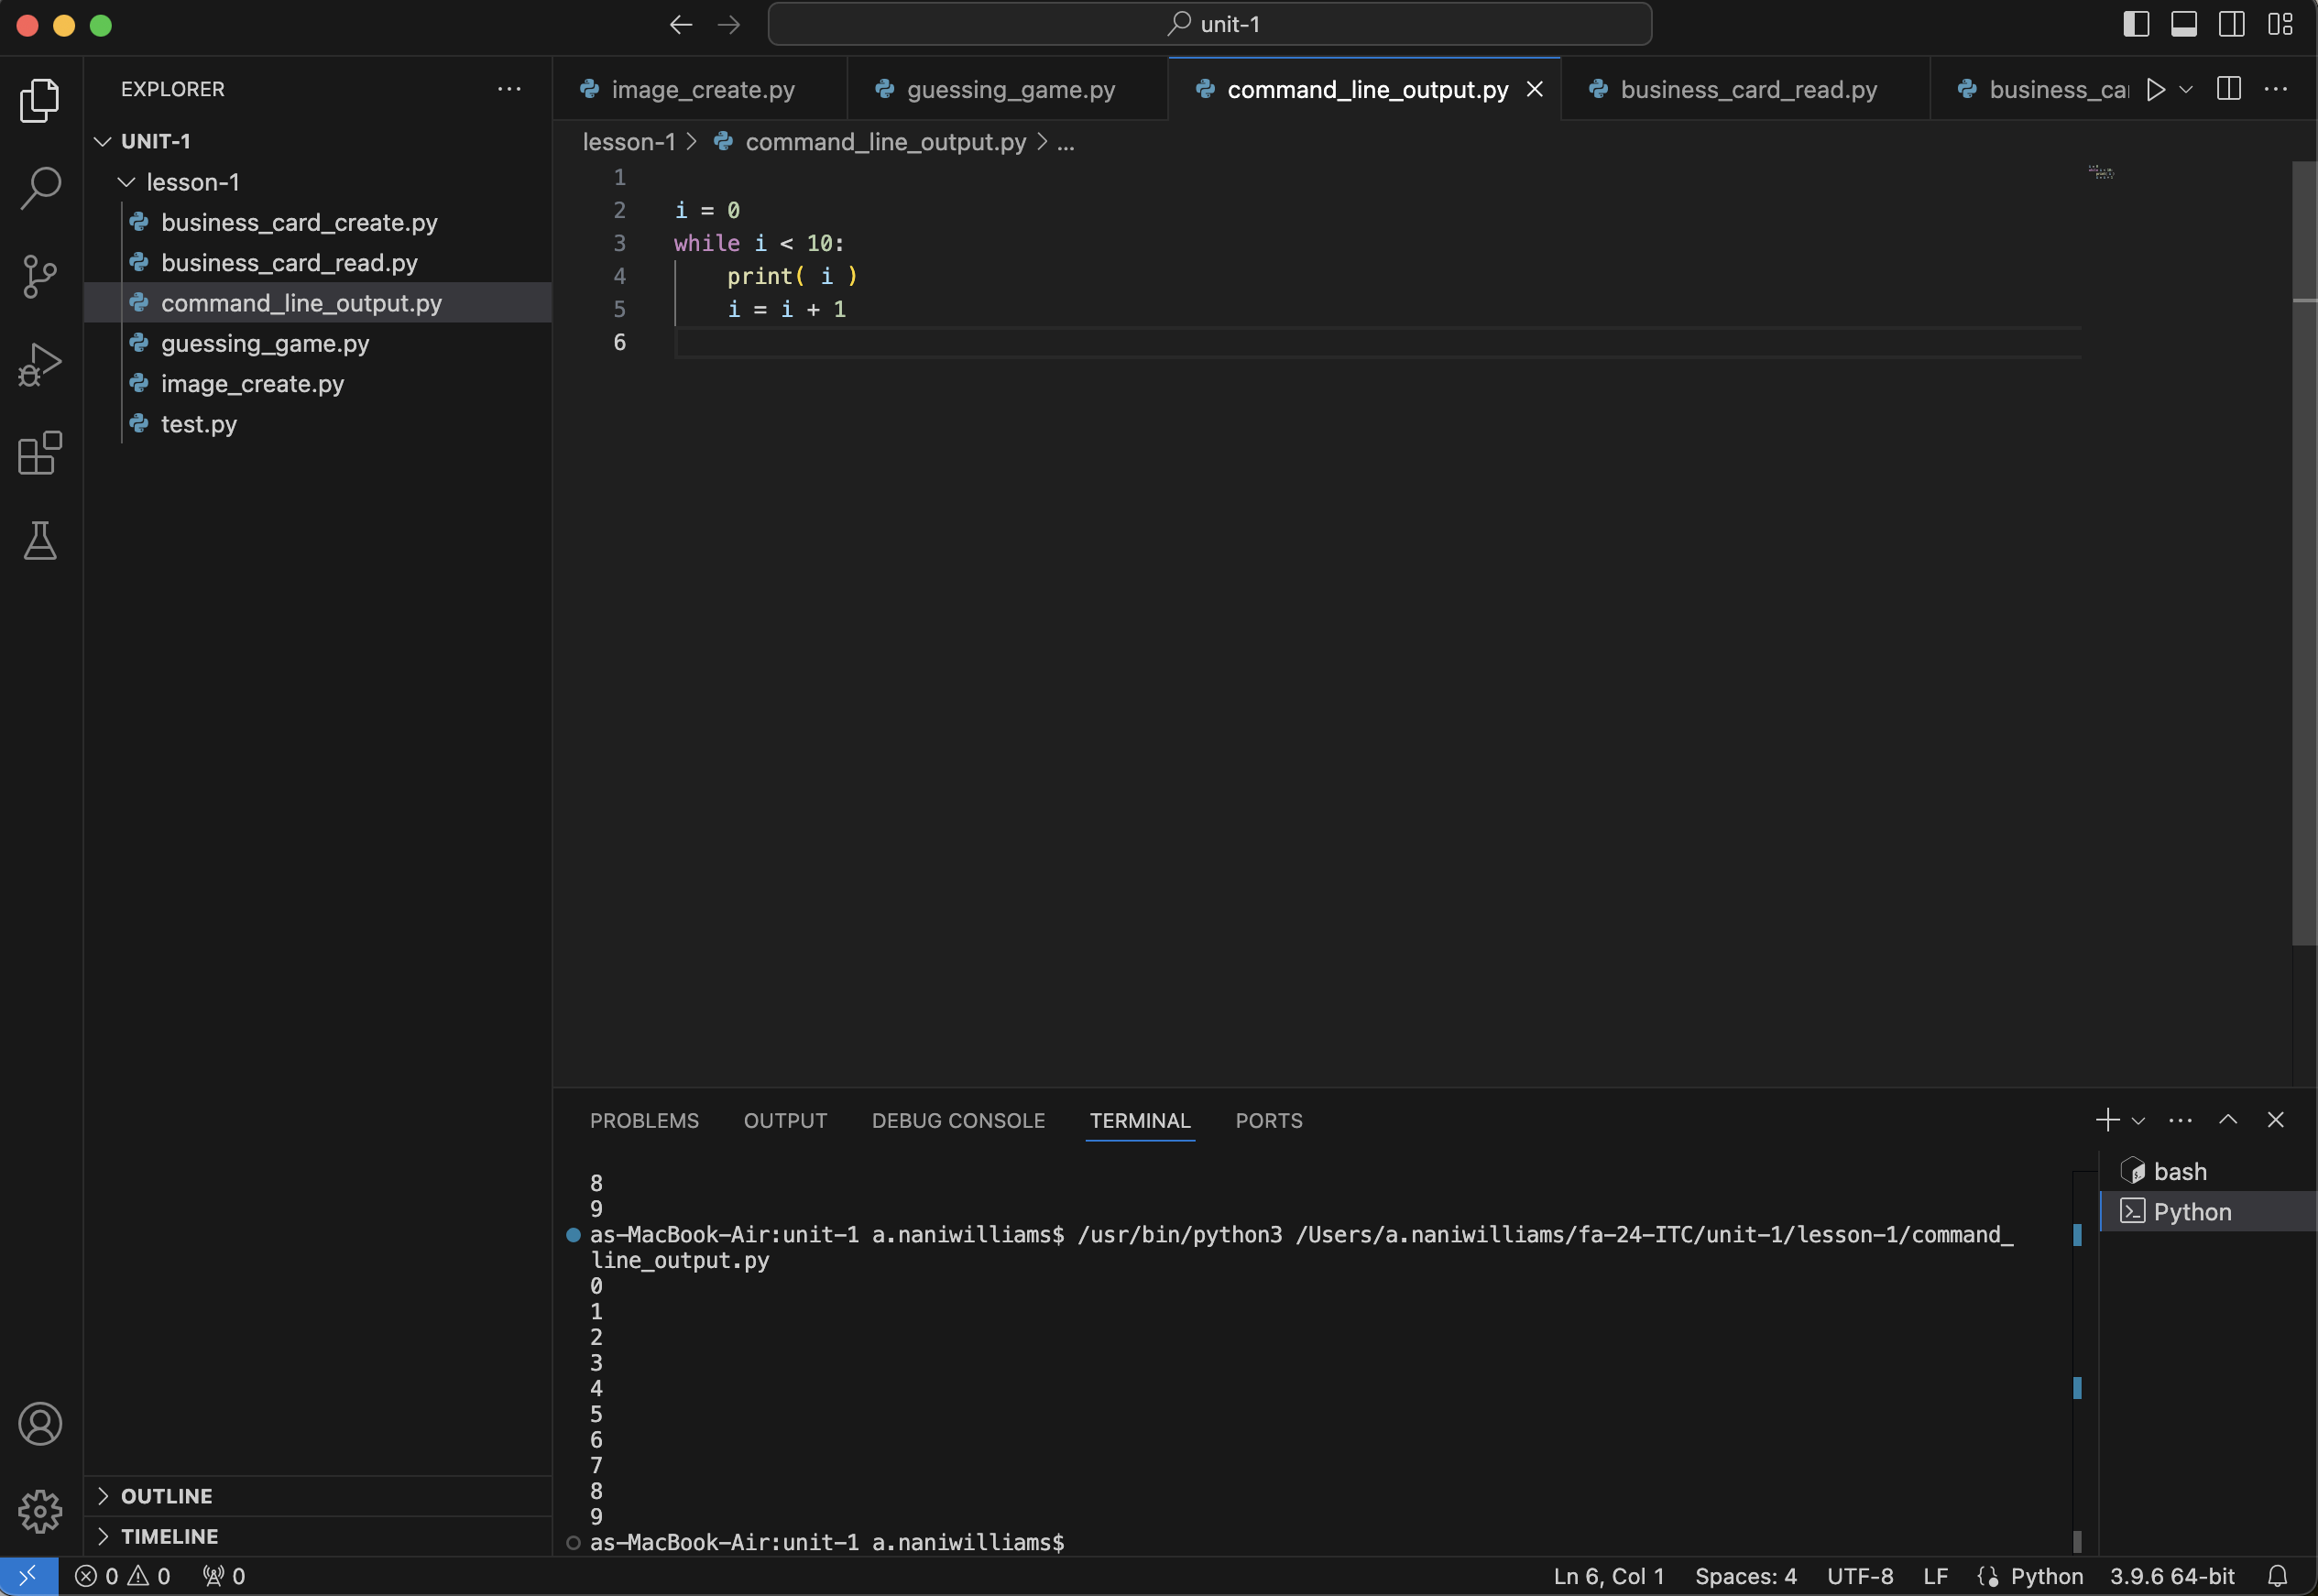 unit-1
EXPLORER
UNIT-1
lesson-1
business_card_create.py
business_card_read.py
command_line_output.py
guessing_game.py
image_create.py
test.py
OUTLINE
TIMELINE
image_create.py
guessing_game.py
command_line_output.py
business_card_read.py
business_ca
lesson-1 > command_line_output.py > ...
1
2 i = 0
3 while i < 10:
4     print( i )
5     i = i + 1
6
PROBLEMS OUTPUT DEBUG CONSOLE TERMINAL PORTS
8
9
as-MacBook-Air:unit-1 a.naniwilliams$ /usr/bin/python3 /Users/a.naniwilliams/fa-24-ITC/unit-1/lesson-1/command_
line_output.py
0
1
2
3
4
5
6
7
8
9
as-MacBook-Air:unit-1 a.naniwilliams$
bash
Python
0 0 0
Ln 6, Col 1 Spaces: 4 UTF-8 LF Python 3.9.6 64-bit